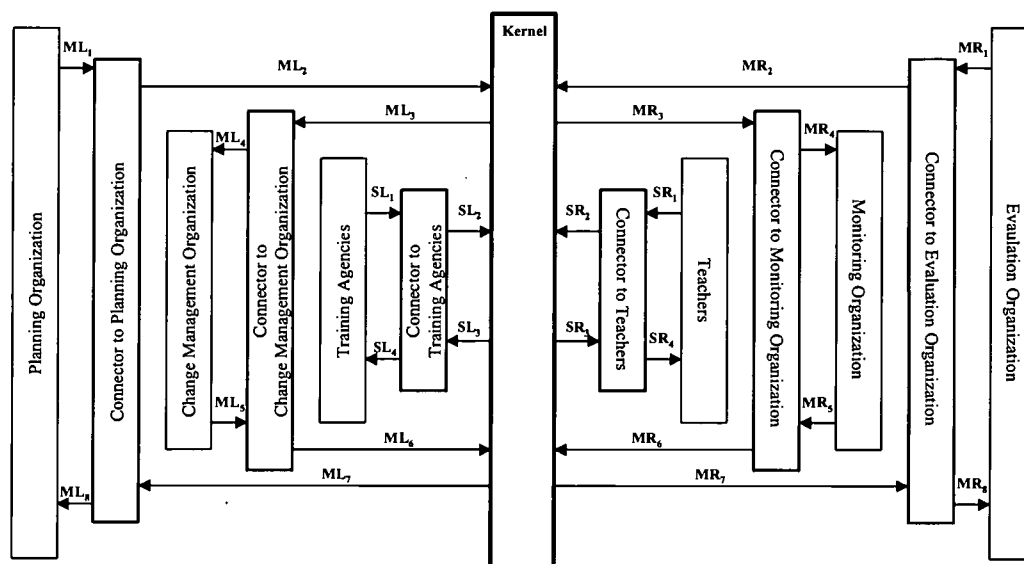 Kernel
ML₁
ML₂
MR₂
MR₁
ML₃
MR₃
ML₄
MR₄
SL₁
SL₂
SR₂
SR₁
SL₃
SL₄
SR₃
SR₄
ML₅
MR₅
ML₆
MR₆
ML₇
MR₇
ML₈
MR₈
Planning Organization
Connector to Planning Organization
Change Management Organization
Connector to
Change Management Organization
Training Agencies
Connector to
Training Agencies
Connector to Teachers
Teachers
Connector to Monitoring Organization
Monitoring Organization
Connector to Evaluation Organization
Evaulation Organization